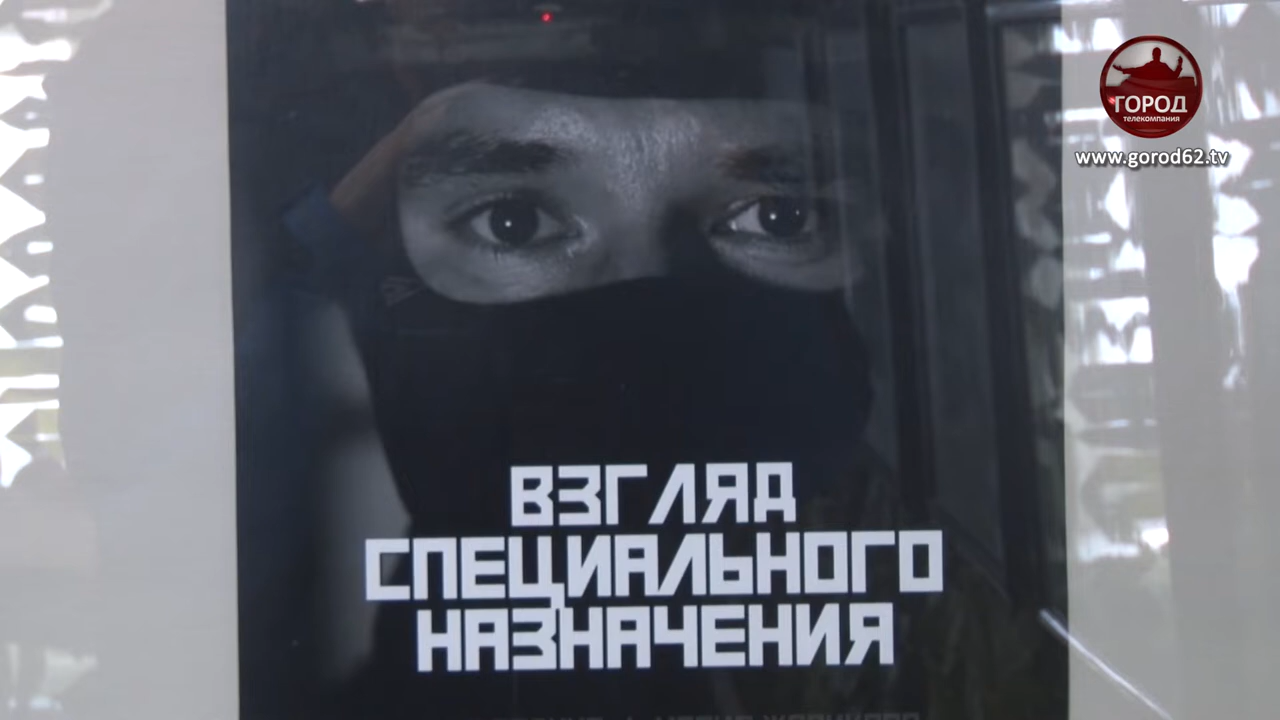 ГОРОД
телекомпания
www.gorod62.tv
ВЗГЛЯД
СПЕЦИАЛЬНОГО
НАЗНАЧЕНИЯ